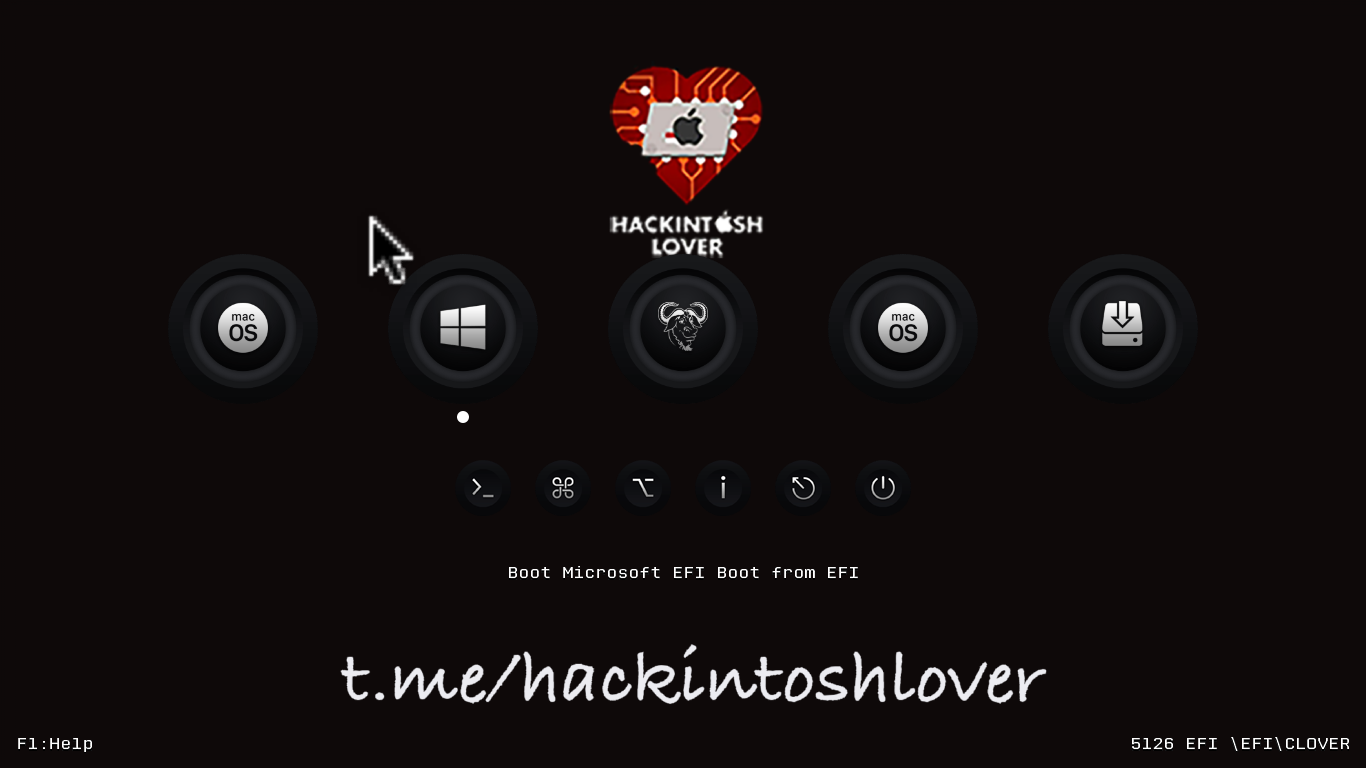 HACKINTOSH
LOVER
mac
OS
mac
OS
Boot Microsoft EFI Boot from EFI
t.me/hackintoshlover
F1:Help
5126 EFI \EFI\CLOVER